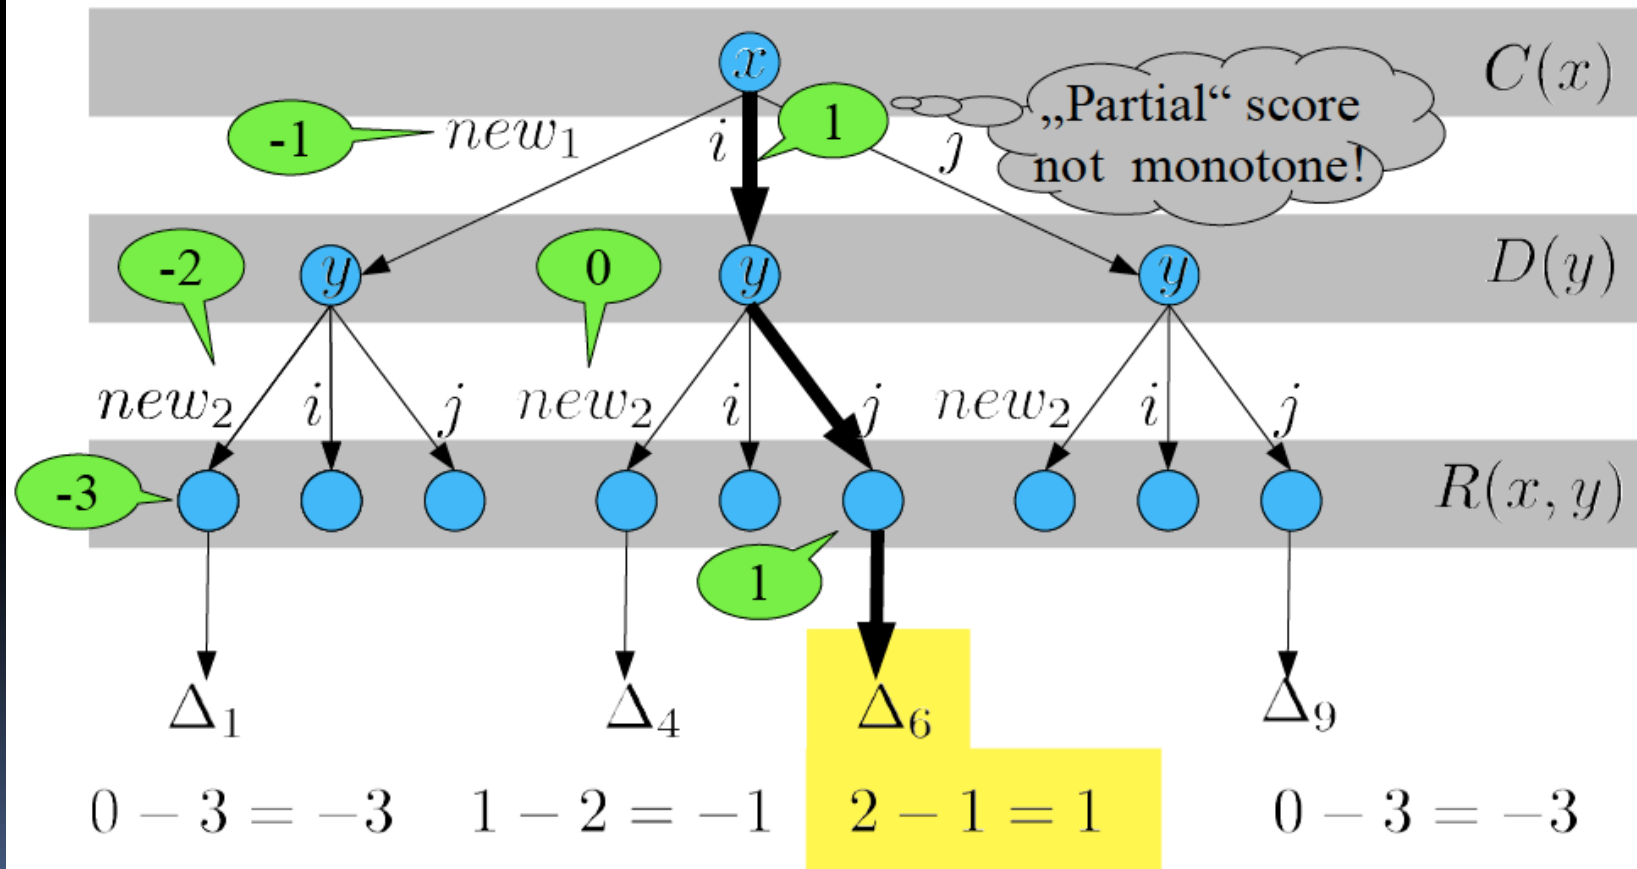 x
C(x)
„Partial“ score
not monotone!
-1
new₁
i
1
j
-2
y
0
y
y
D(y)
new₂
i
j
new₂
i
j
new₂
i
j
-3
R(x, y)
1
Δ₁
Δ₄
Δ₆
Δ₉
0 − 3 = −3
1 − 2 = −1
2 − 1 = 1
0 − 3 = −3